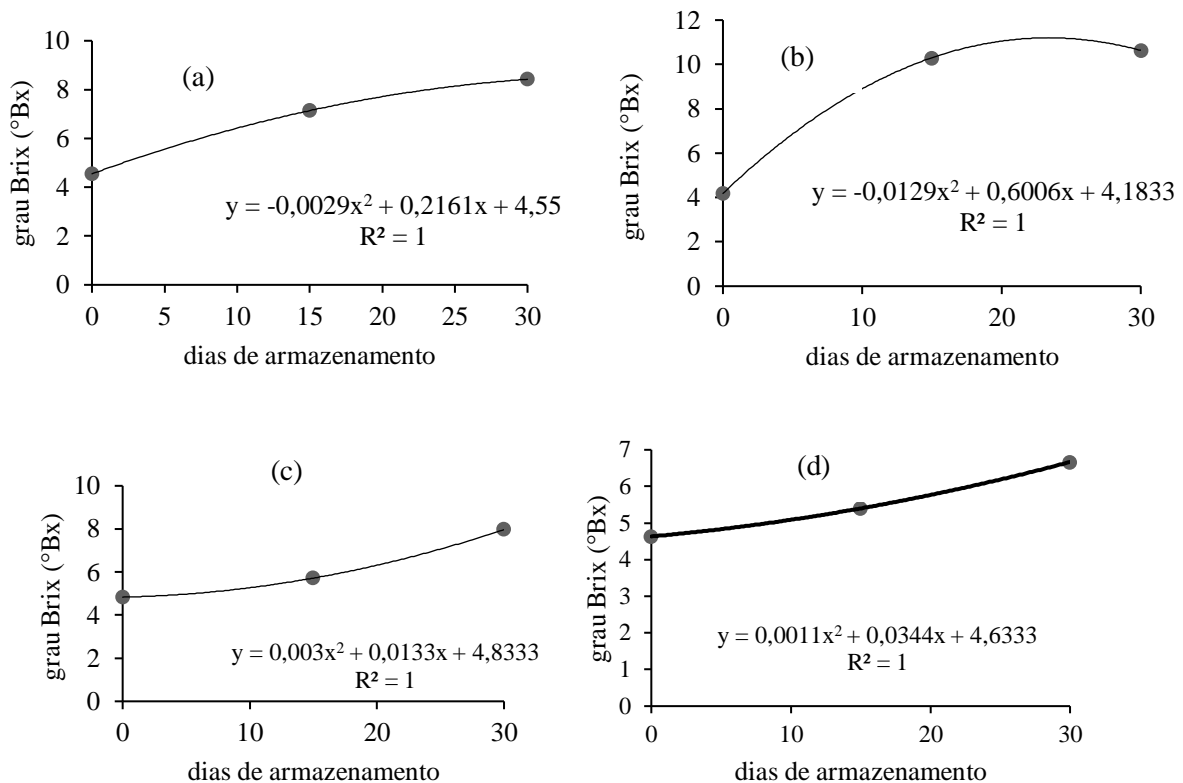 (a)
grau Brix (°Bx)
10
8
6
4
2
0
y = -0,0029x² + 0,2161x + 4,55
R² = 1
0 5 10 15 20 25 30
dias de armazenamento
(b)
grau Brix (°Bx)
12
10
8
6
4
2
0
y = -0,0129x² + 0,6006x + 4,1833
R² = 1
0 10 20 30
dias de armazenamento
(c)
grau Brix (°Bx)
10
8
6
4
2
0
y = 0,003x² + 0,0133x + 4,8333
R² = 1
0 10 20 30
dias de armazenamento
(d)
grau Brix (°Bx)
7
6
5
4
3
2
1
0
y = 0,0011x² + 0,0344x + 4,6333
R² = 1
0 10 20 30
dias de armazenamento